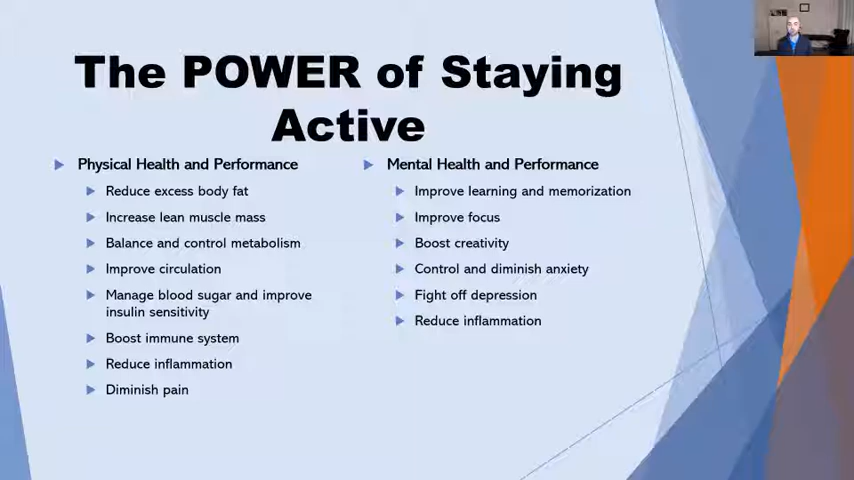 The POWER of Staying
Active
Physical Health and Performance
Reduce excess body fat
Increase lean muscle mass
Balance and control metabolism
Improve circulation
Manage blood sugar and improve
insulin sensitivity
Boost immune system
Reduce inflammation
Diminish pain
Mental Health and Performance
Improve learning and memorization
Improve focus
Boost creativity
Control and diminish anxiety
Fight off depression
Reduce inflammation